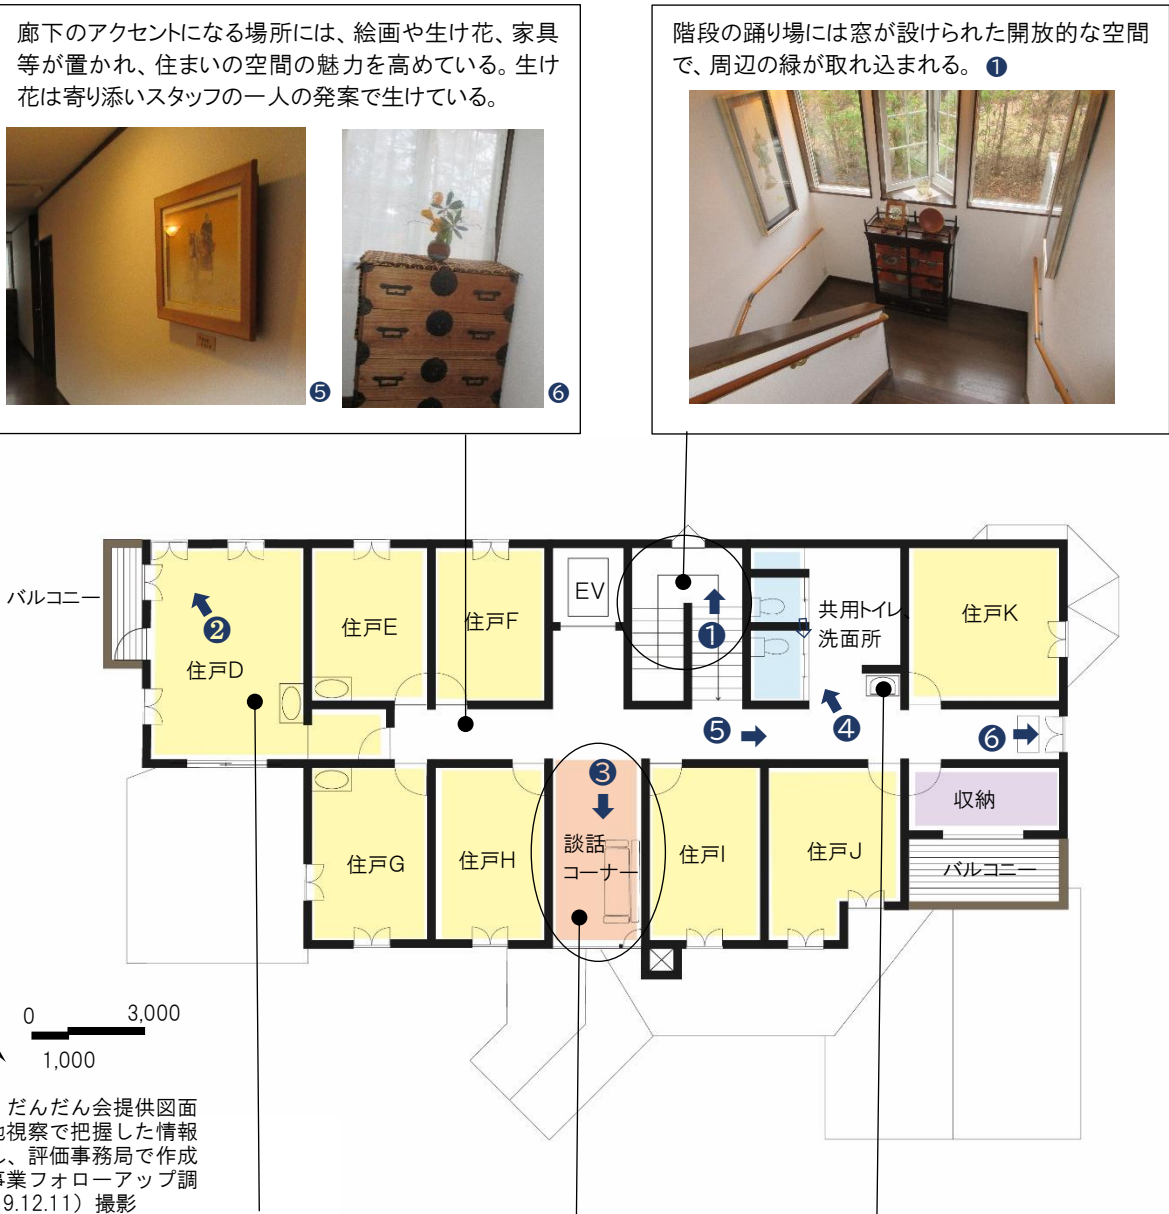 廊下のアクセントになる場所には、絵画や生け花、家具
等が置かれ、住まいの空間の魅力を高めている。生け
花は寄り添いスタッフの一人の発案で生けている。
❺
❻
階段の踊り場には窓が設けられた開放的な空間
で、周辺の緑が取れ込まれる。 ❶
バルコニー
❷
住戸D
住戸E
住戸F
EV
❶
共用トイレ、
洗面所
住戸K
❺
❹
❻
❸
住戸G
住戸H
談話
コーナー
住戸I
住戸J
収納
バルコニー
0 3,000
1,000
だんだん会提供図面
視察で把握した情報
、評価事務局で作成
事業フォローアップ調
9.12.11）撮影